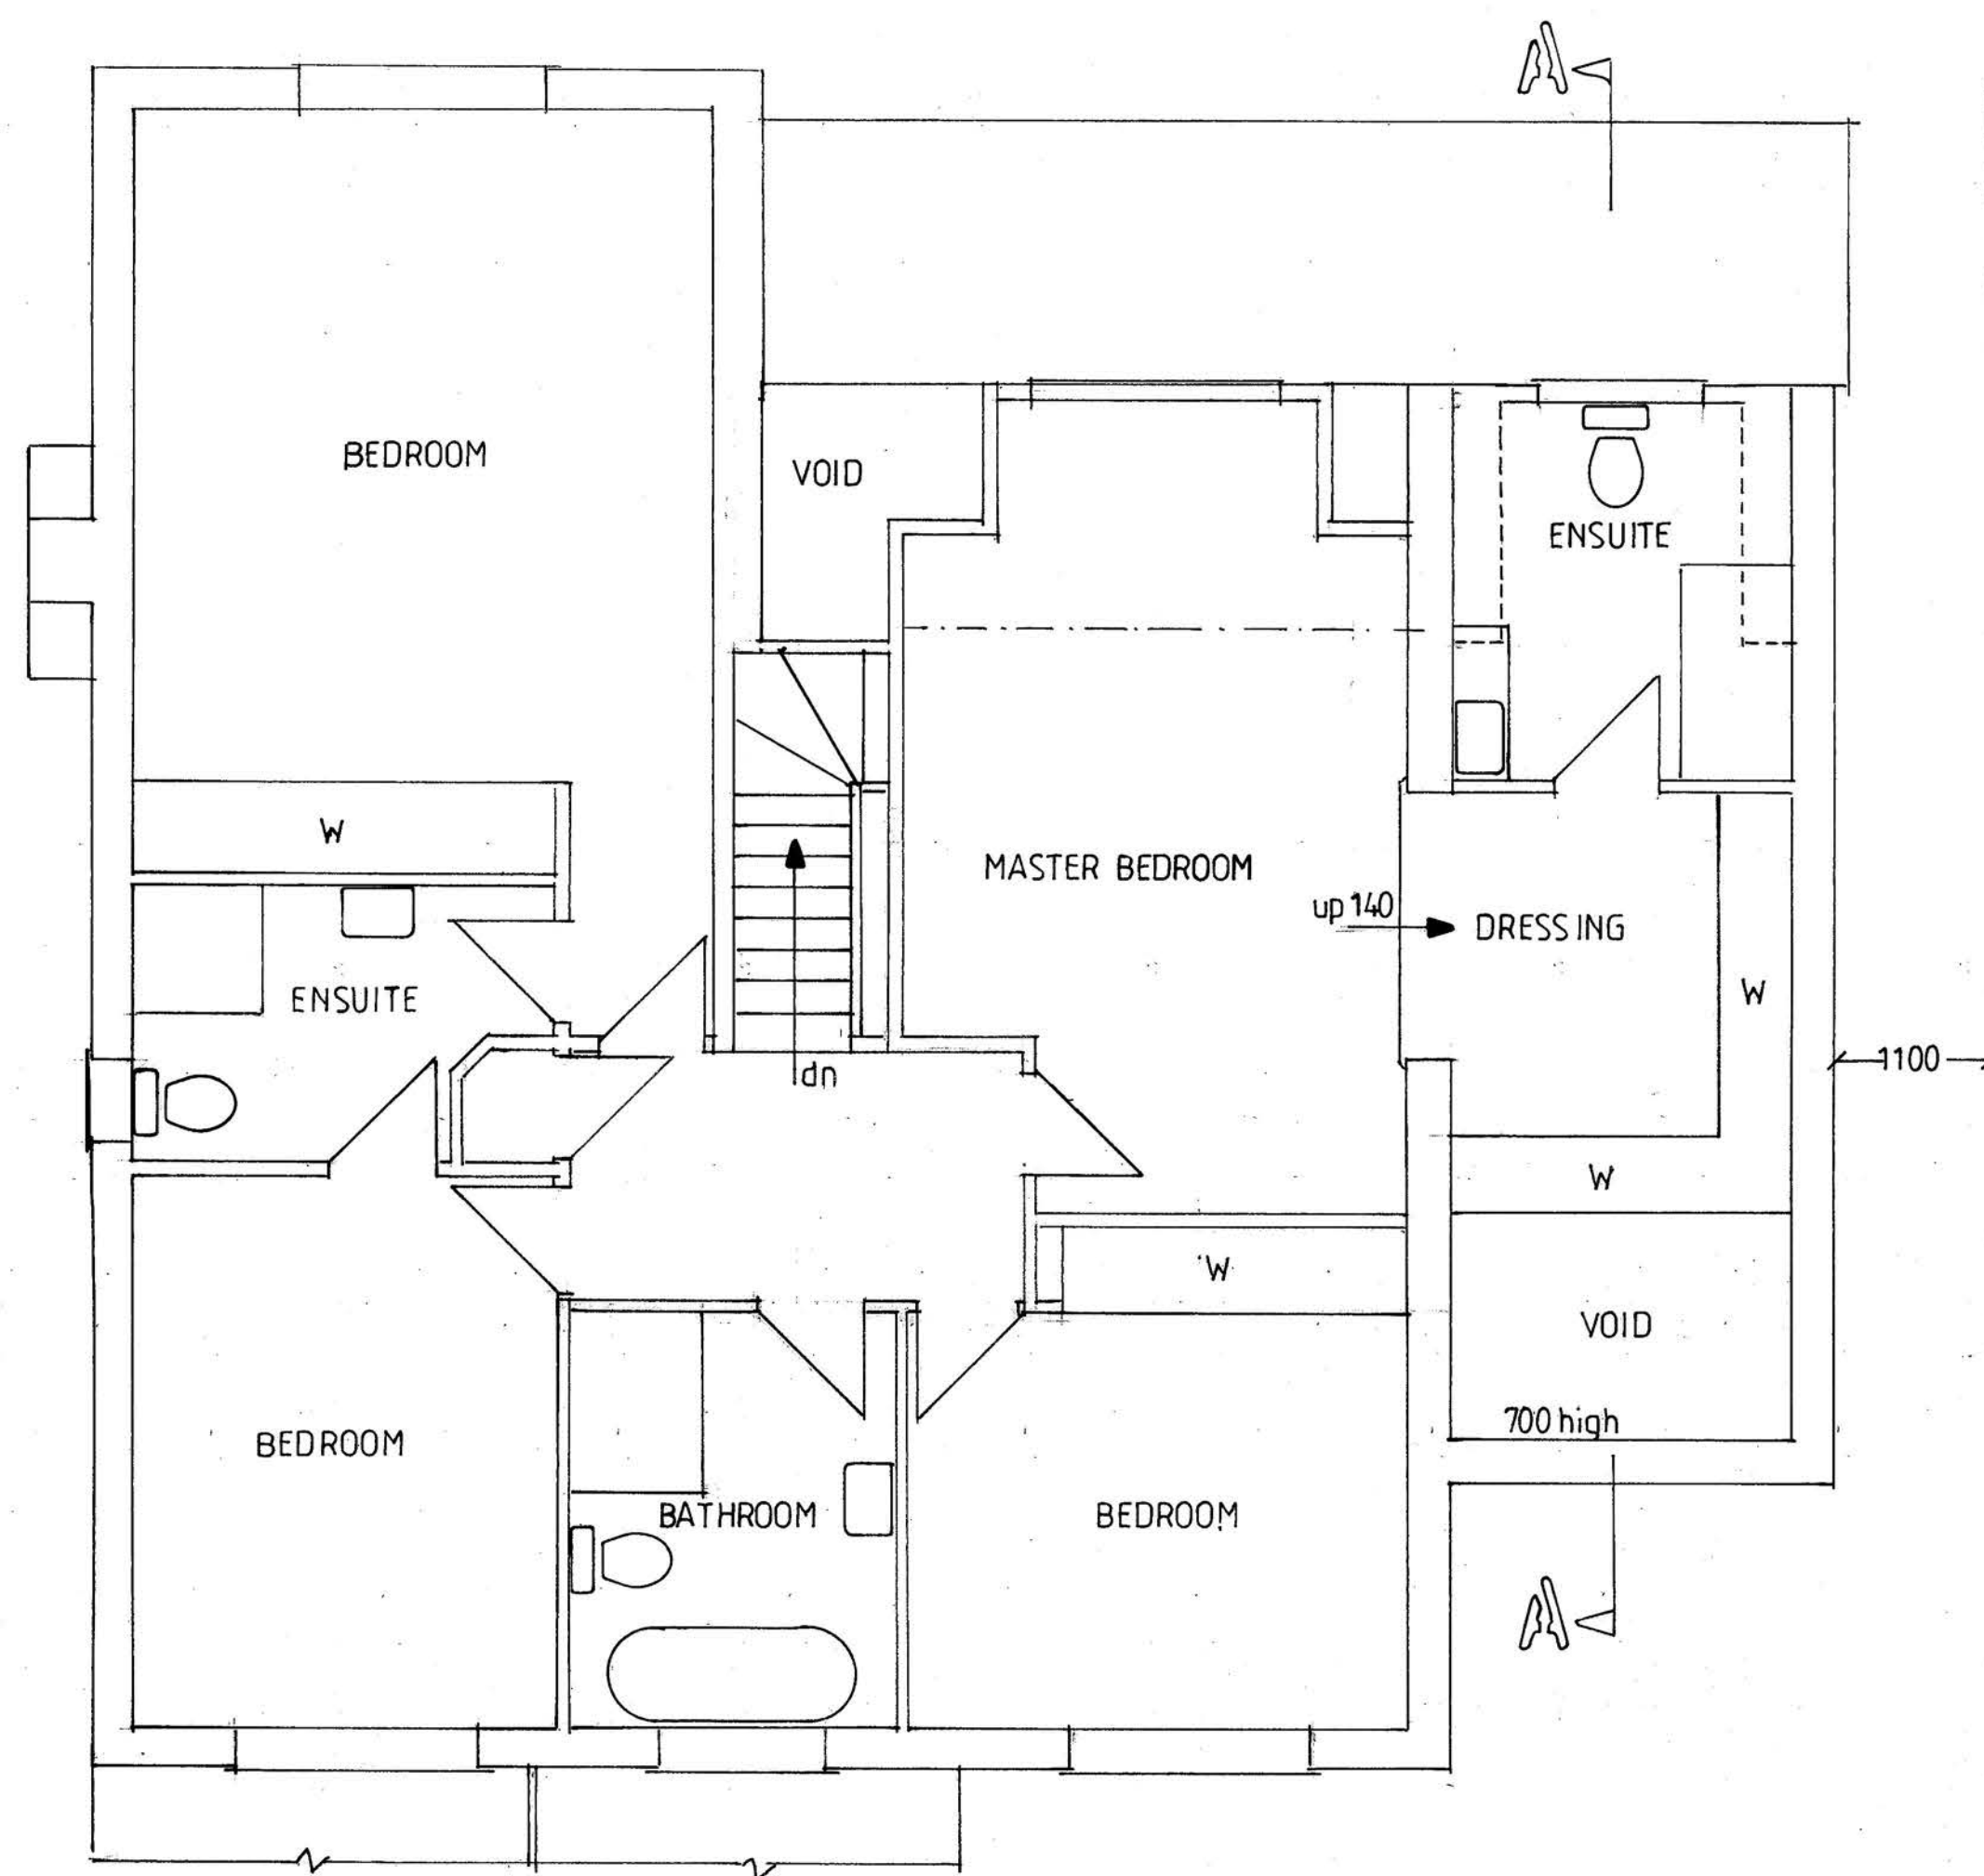 A
BEDROOM
VOID
ENSUITE
W
MASTER BEDROOM
up 140
DRESSING
W
ENSUITE
1100
dn
W
W
VOID
700 high
BEDROOM
BATHROOM
BEDROOM
A